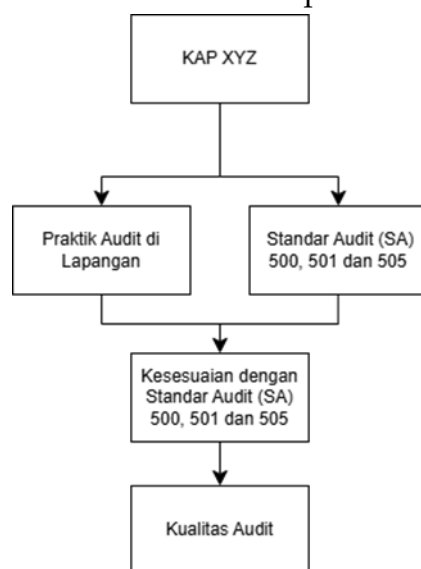 KAP XYZ
Praktik Audit di
Lapangan
Standar Audit (SA)
500, 501 dan 505
Kesesuaian dengan
Standar Audit (SA)
500, 501 dan 505
Kualitas Audit